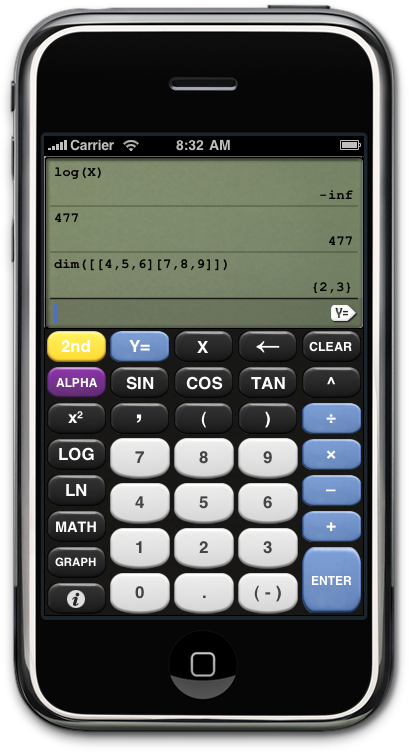 Carrier 8:32 AM
log(X)
-inf
477
477
dim([[4,5,6][7,8,9]])
{2,3}
Y=
2nd Y= X ← CLEAR
ALPHA SIN COS TAN ^
x² , ( ) ÷
LOG 7 8 9 ×
LN 4 5 6 −
MATH 1 2 3 +
GRAPH 0 . (-) ENTER
i